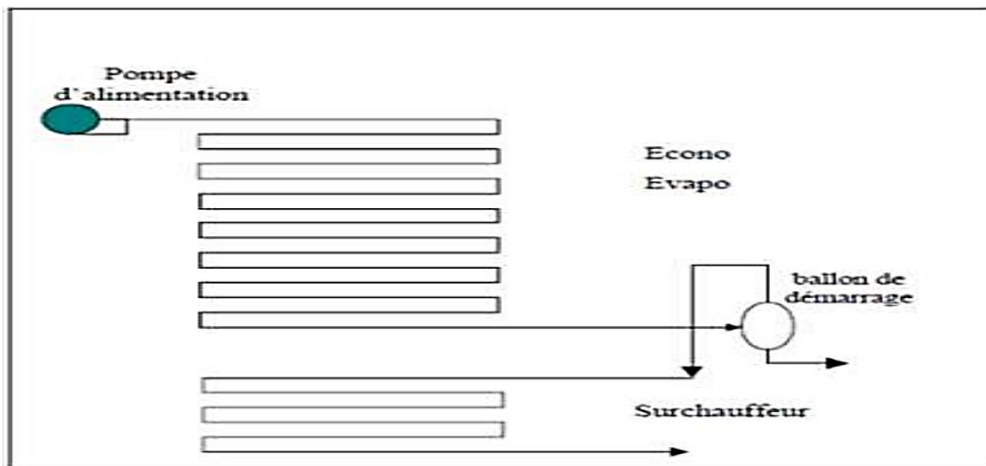 Pompe
d'alimentation
Econo
Evapo
ballon de
démarrage
Surchauffeur